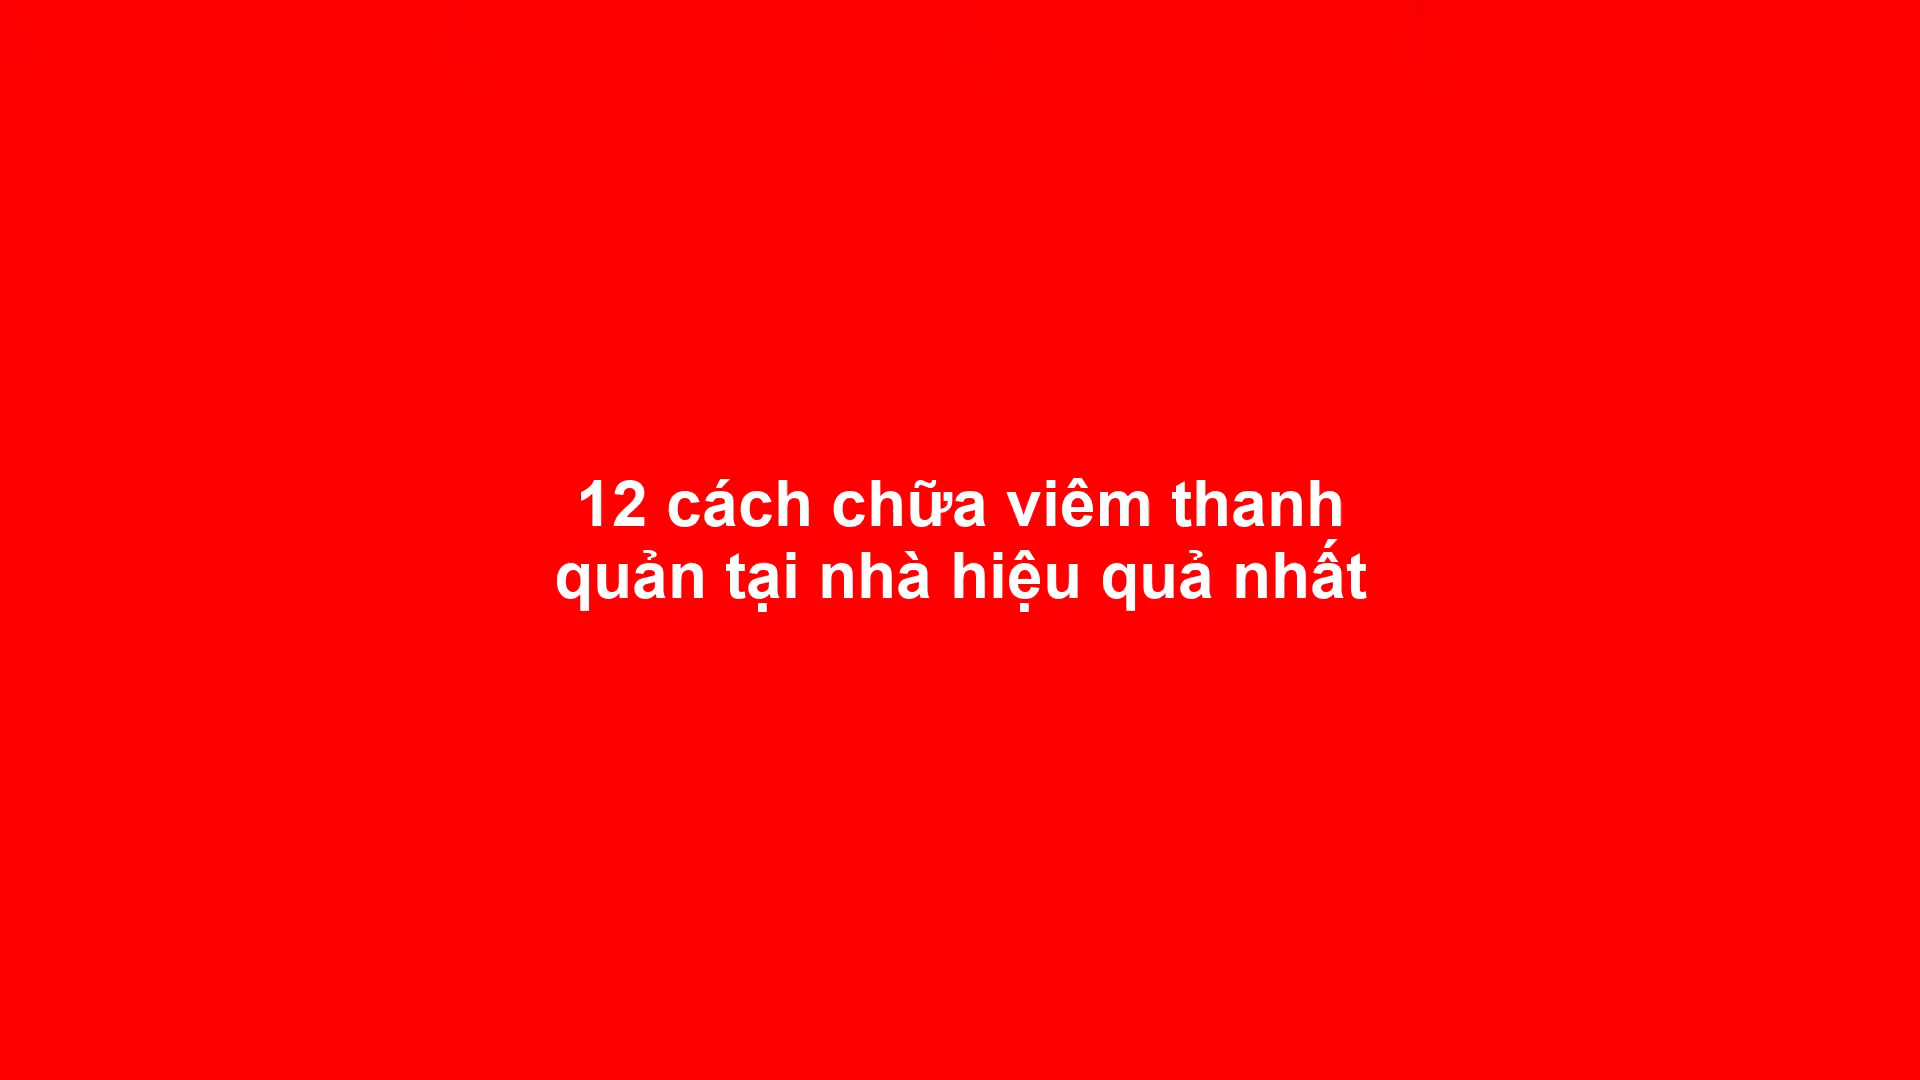 12 cách chữa viêm thanh
quản tại nhà hiệu quả nhất